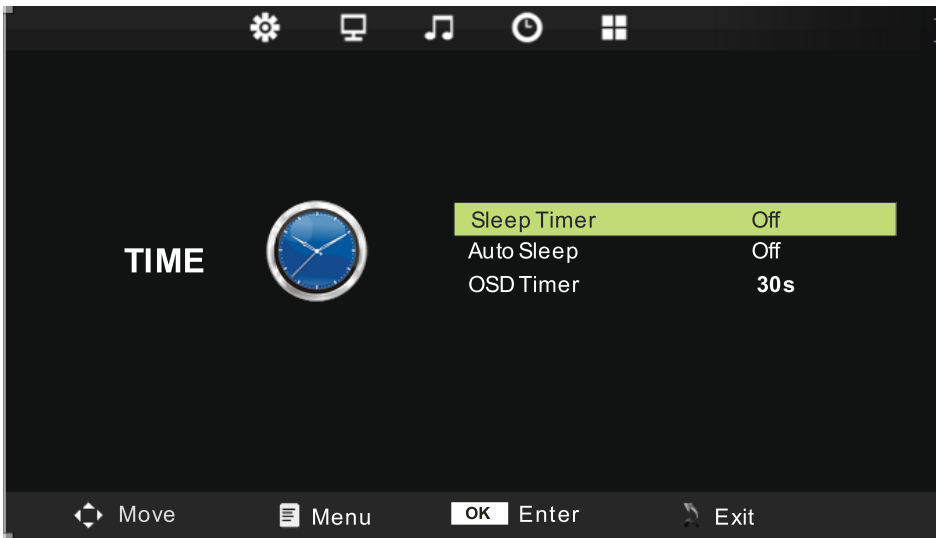 TIME
Sleep Timer Off
Auto Sleep Off
OSD Timer 30s
Move Menu OK Enter Exit